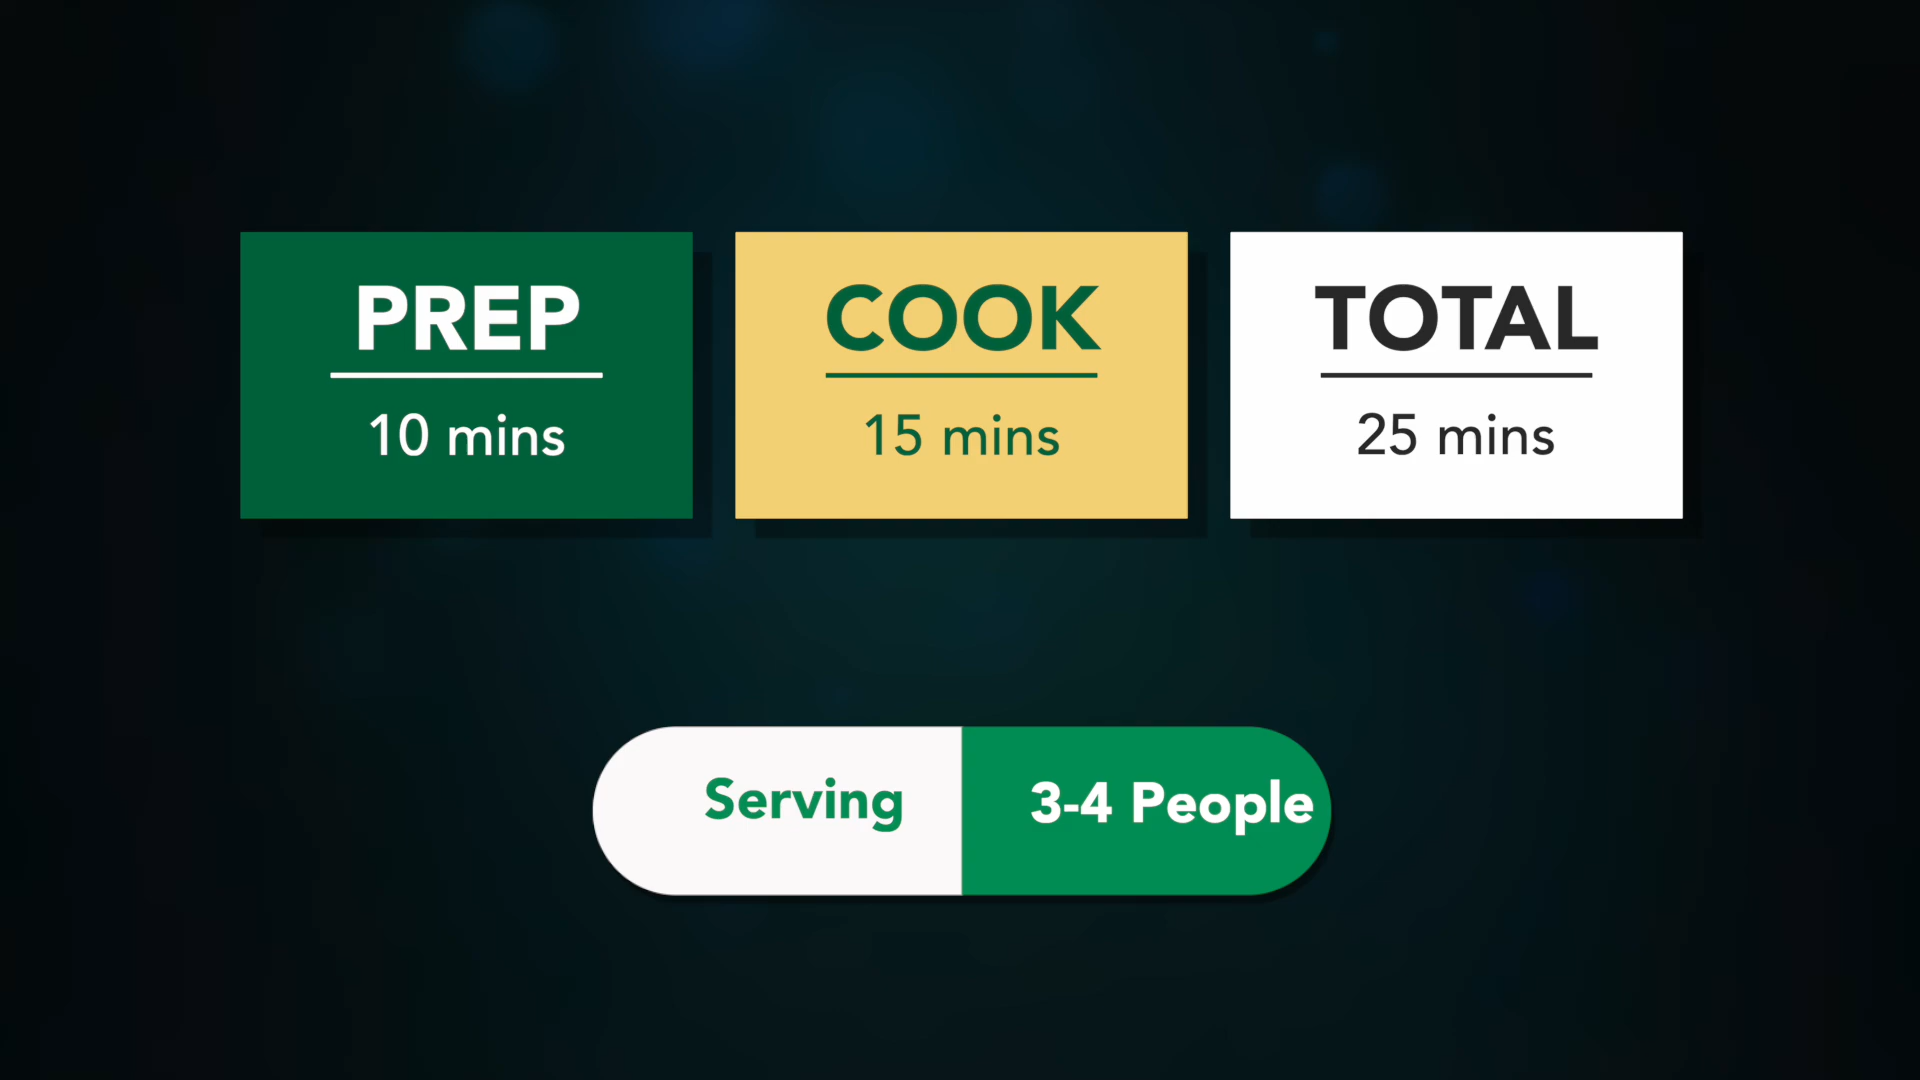 PREP
10 mins
COOK
15 mins
TOTAL
25 mins
Serving
3-4 People